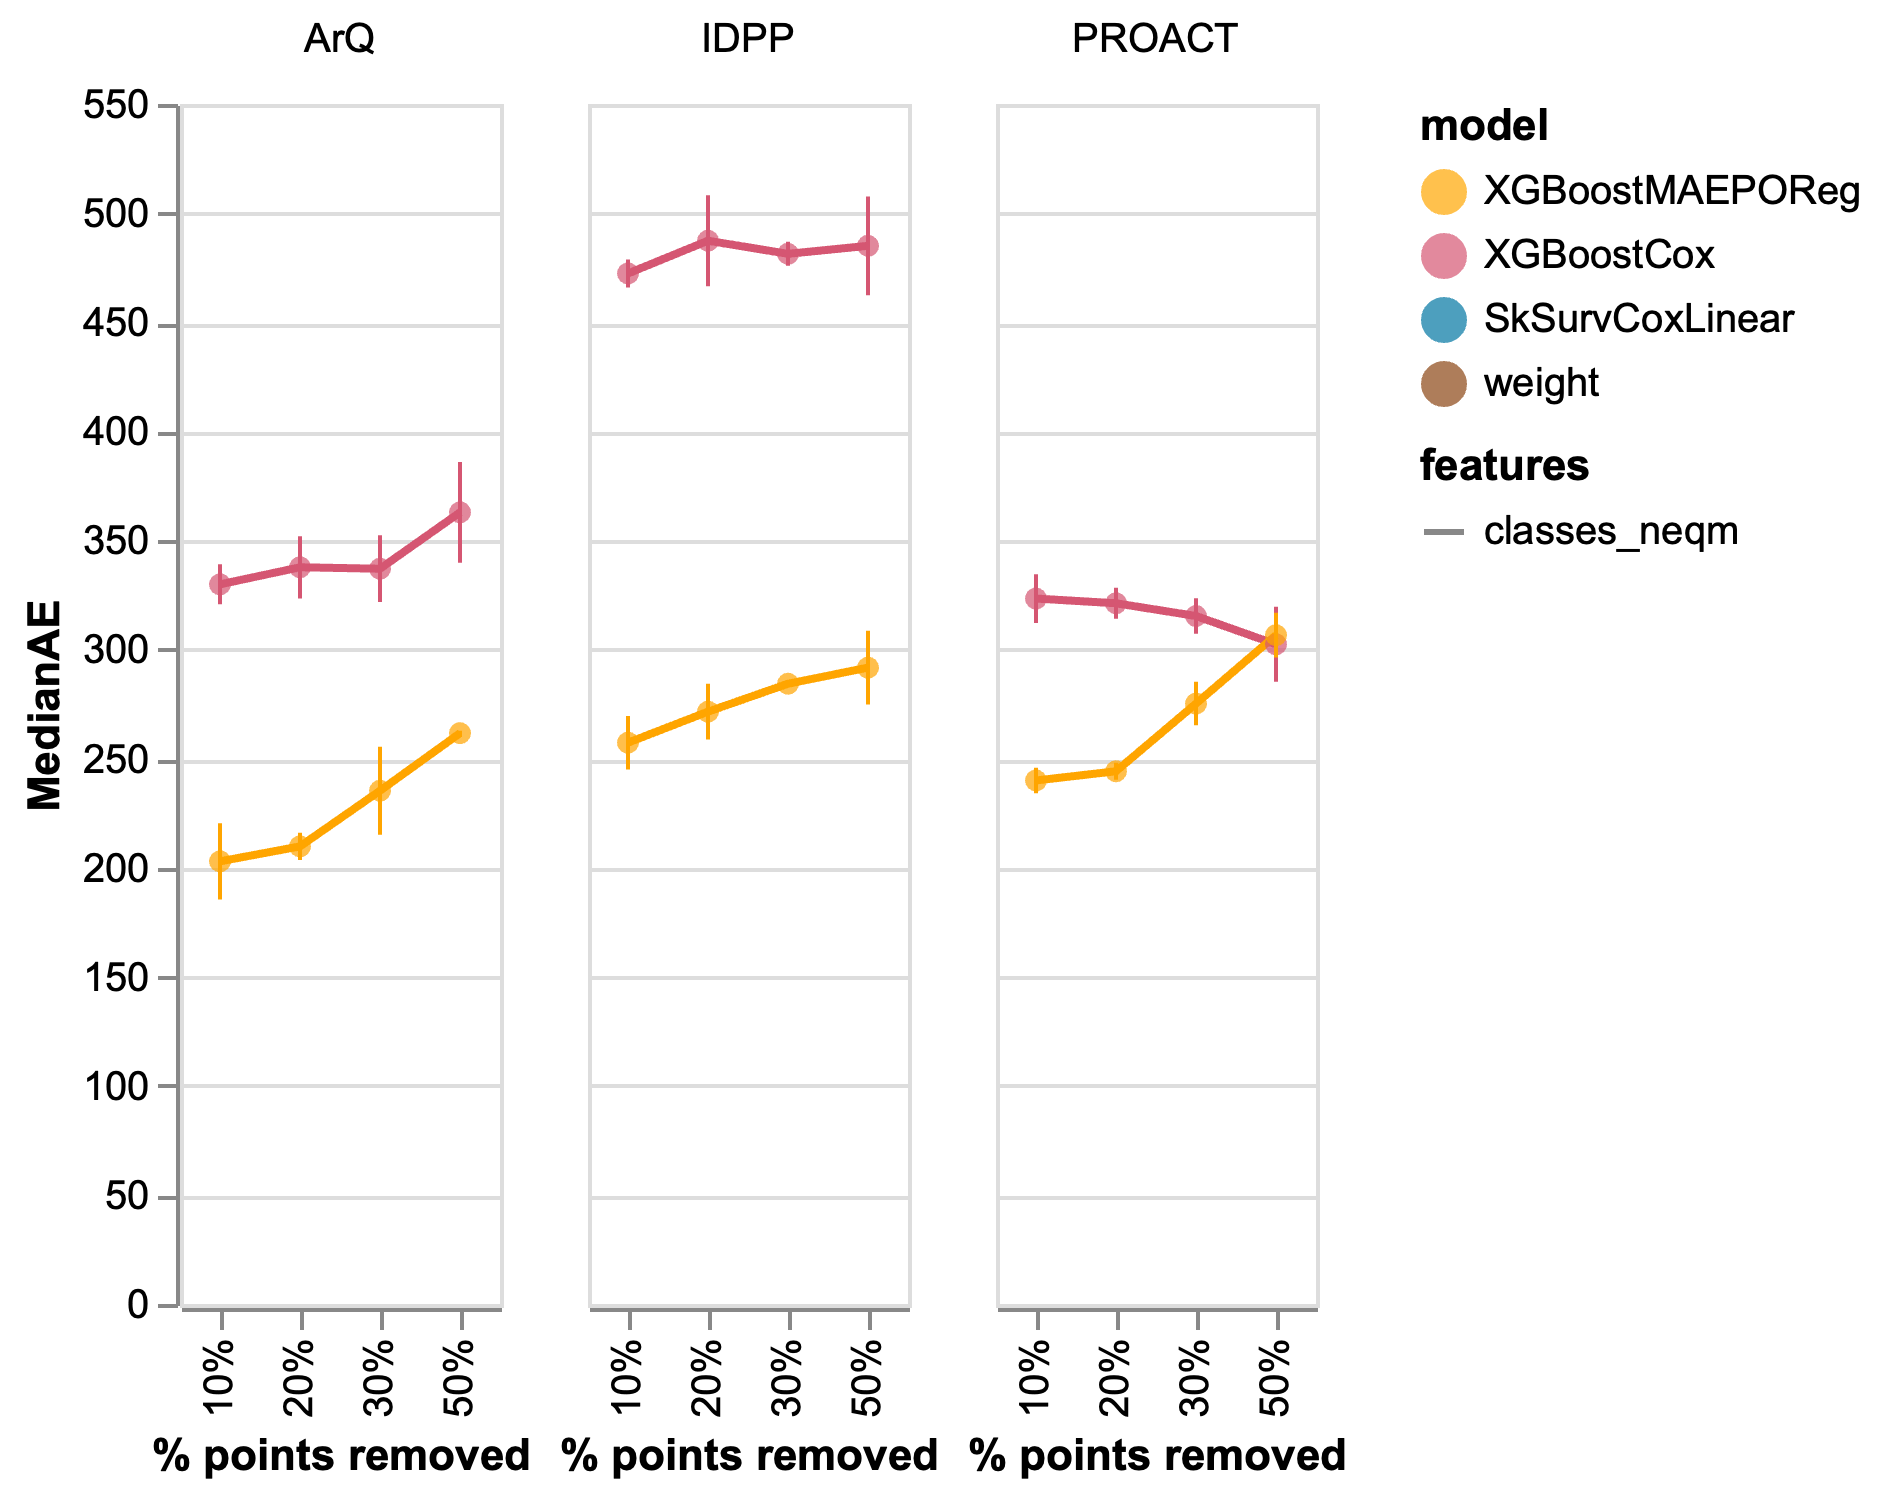 ArQ
IDPP
PROACT
MedianAE
550
500
450
400
350
300
250
200
150
100
50
0
10%
20%
30%
50%
10%
20%
30%
50%
10%
20%
30%
50%
% points removed
% points removed
% points removed
model
XGBoostMAEPOReg
XGBoostCox
SkSurvCoxLinear
weight
features
classes_neqm